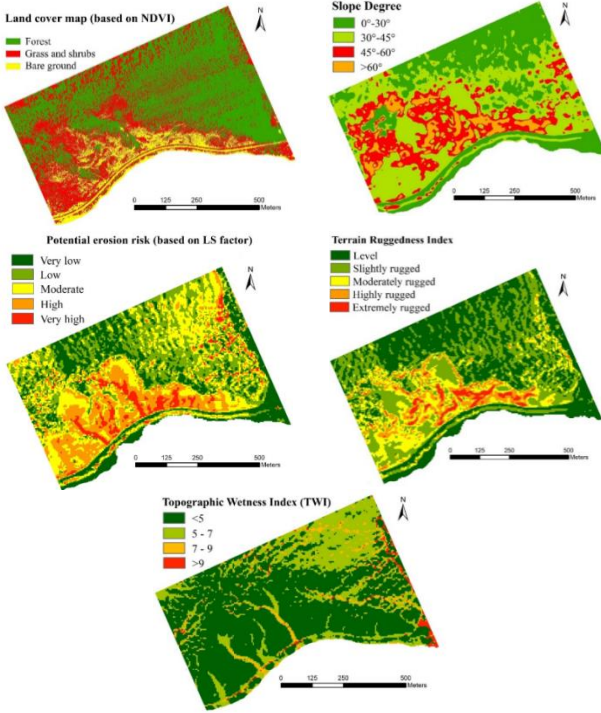 Land cover map (based on NDVI)
Forest
Grass and shrubs
Bare ground
N
0 125 250 500
Meters
Slope Degree
0°-30°
30°-45°
45°-60°
>60°
N
0 125 250 500
Meters
Potential erosion risk (based on LS factor)
Very low
Low
Moderate
High
Very high
N
0 125 250 500
Meters
Terrain Ruggedness Index
Level
Slightly rugged
Moderately rugged
Highly rugged
Extremely rugged
N
0 125 250 500
Meters
Topographic Wetness Index (TWI)
<5
5 - 7
7 - 9
>9
N
0 125 250 500
Meters